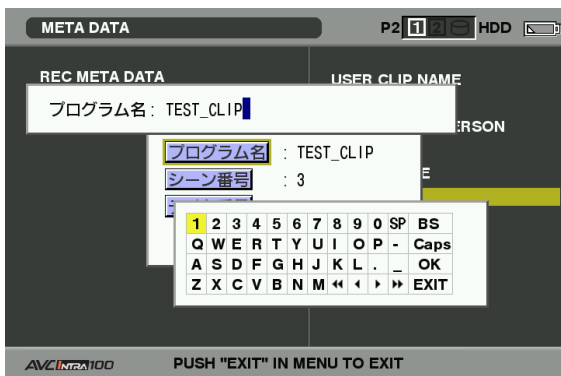 META DATA
P2 1 2 HDD
REC META DATA
USER CLIP NAME
プログラム名: TEST_CLIP
ERSON
プログラム名 : TEST_CLIP
E
シーン番号 : 3
1 2 3 4 5 6 7 8 9 0 SP BS
Q W E R T Y U I O P - Caps
A S D F G H J K L . _ OK
Z X C V B N M ◀◀ ◀ ▶ ▶▶ EXIT
AVC INTRA 100
PUSH "EXIT" IN MENU TO EXIT